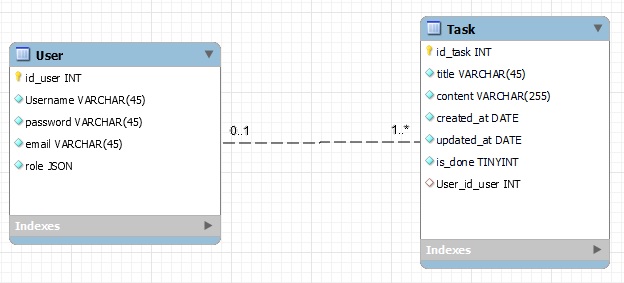 User
id_user INT
Username VARCHAR(45)
password VARCHAR(45)
email VARCHAR(45)
role JSON
Indexes
0..1
1..*
Task
id_task INT
title VARCHAR(45)
content VARCHAR(255)
created_at DATE
updated_at DATE
is_done TINYINT
User_id_user INT
Indexes